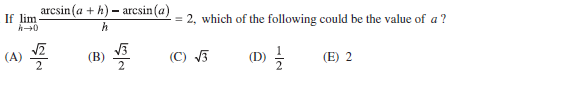 If lim h→0 (arcsin(a + h) − arcsin(a))/h = 2, which of the following could be the value of a ?
(A) √2/2 (B) √3/2 (C) √3 (D) 1/2 (E) 2